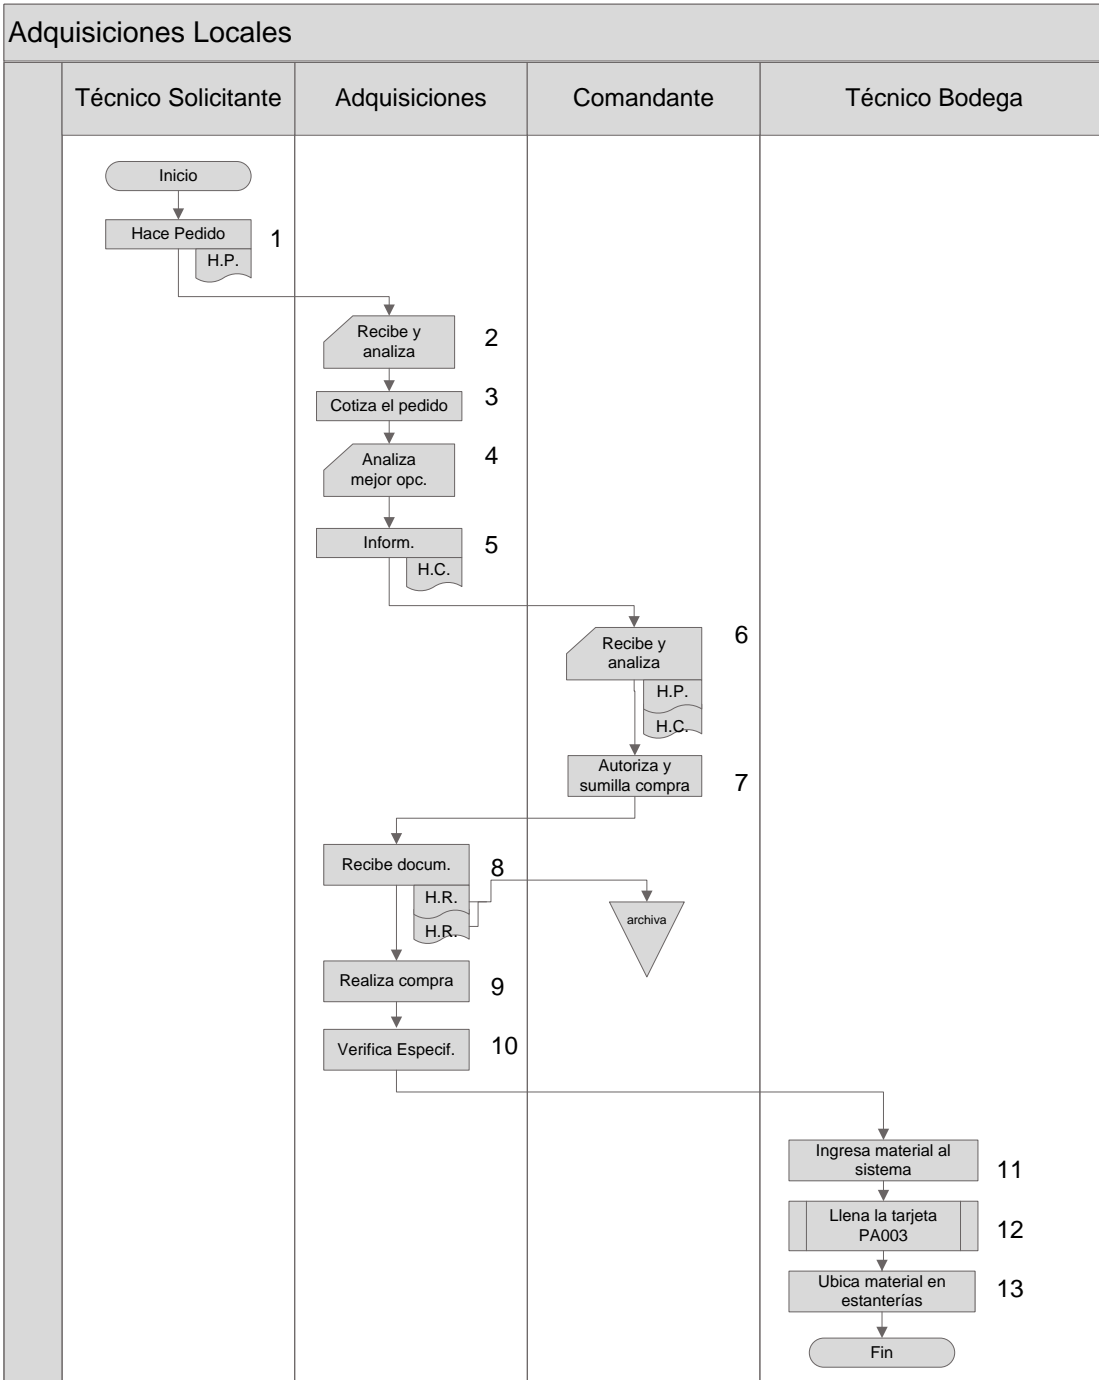 Adquisiciones Locales
Técnico Solicitante
Adquisiciones
Comandante
Técnico Bodega
Inicio
Hace Pedido
1
H.P.
Recibe y
analiza
2
Cotiza el pedido
3
Analiza
mejor opc.
4
Inform.
5
H.C.
Recibe y
analiza
6
H.P.
H.C.
Autoriza y
sumilla compra
7
Recibe docum.
8
H.R.
H.R.
archiva
Realiza compra
9
Verifica Especif.
10
Ingresa material al
sistema
11
Llena la tarjeta
PA003
12
Ubica material en
estanterías
13
Fin